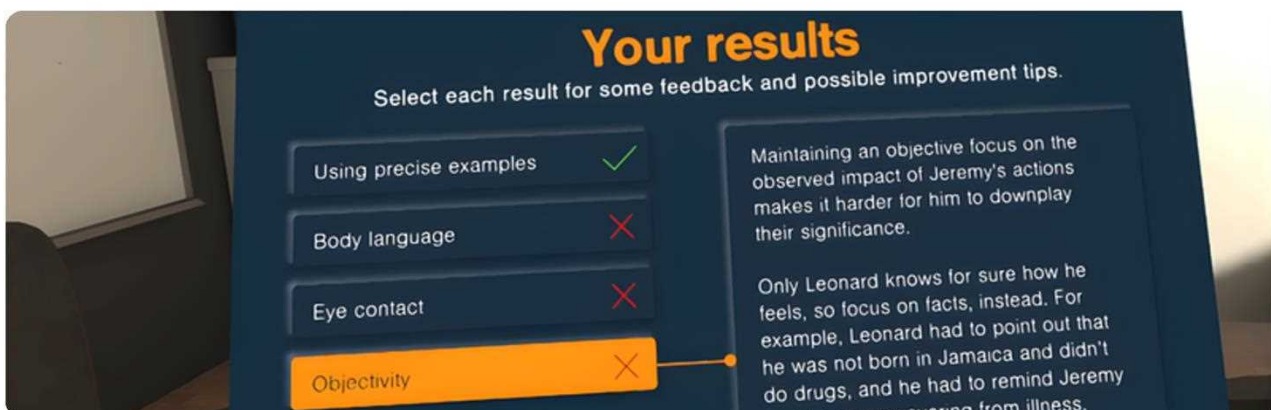 Your results
Select each result for some feedback and possible improvement tips.
Using precise examples
Body language
Eye contact
Objectivity
Maintaining an objective focus on the
observed impact of Jeremy's actions
makes it harder for him to downplay
their significance.
Only Leonard knows for sure how he
feels, so focus on facts, instead. For
example, Leonard had to point out that
he was not born in Jamaica and didn't
do drugs, and he had to remind Jeremy
from illness.